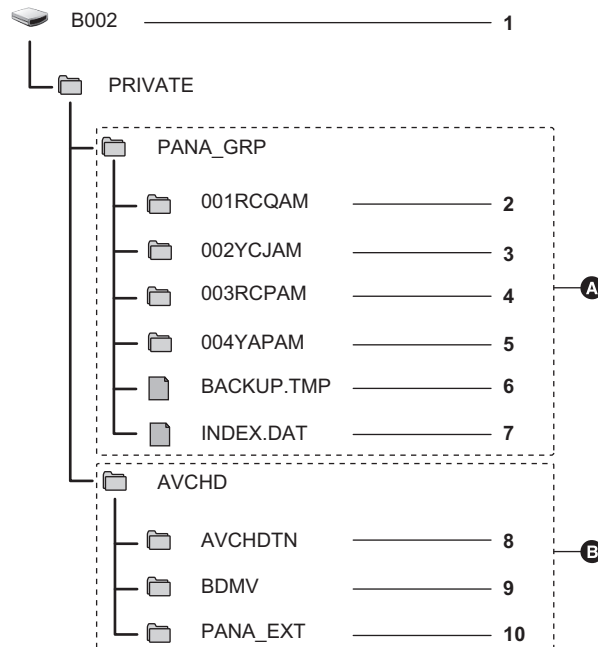 B002 1
PRIVATE
PANA_GRP
001RCQAM 2
002YCJAM 3
003RCPAM 4
A
004YAPAM 5
BACKUP.TMP 6
INDEX.DAT 7
AVCHD
AVCHDTN 8
B
BDMV 9
PANA_EXT 10